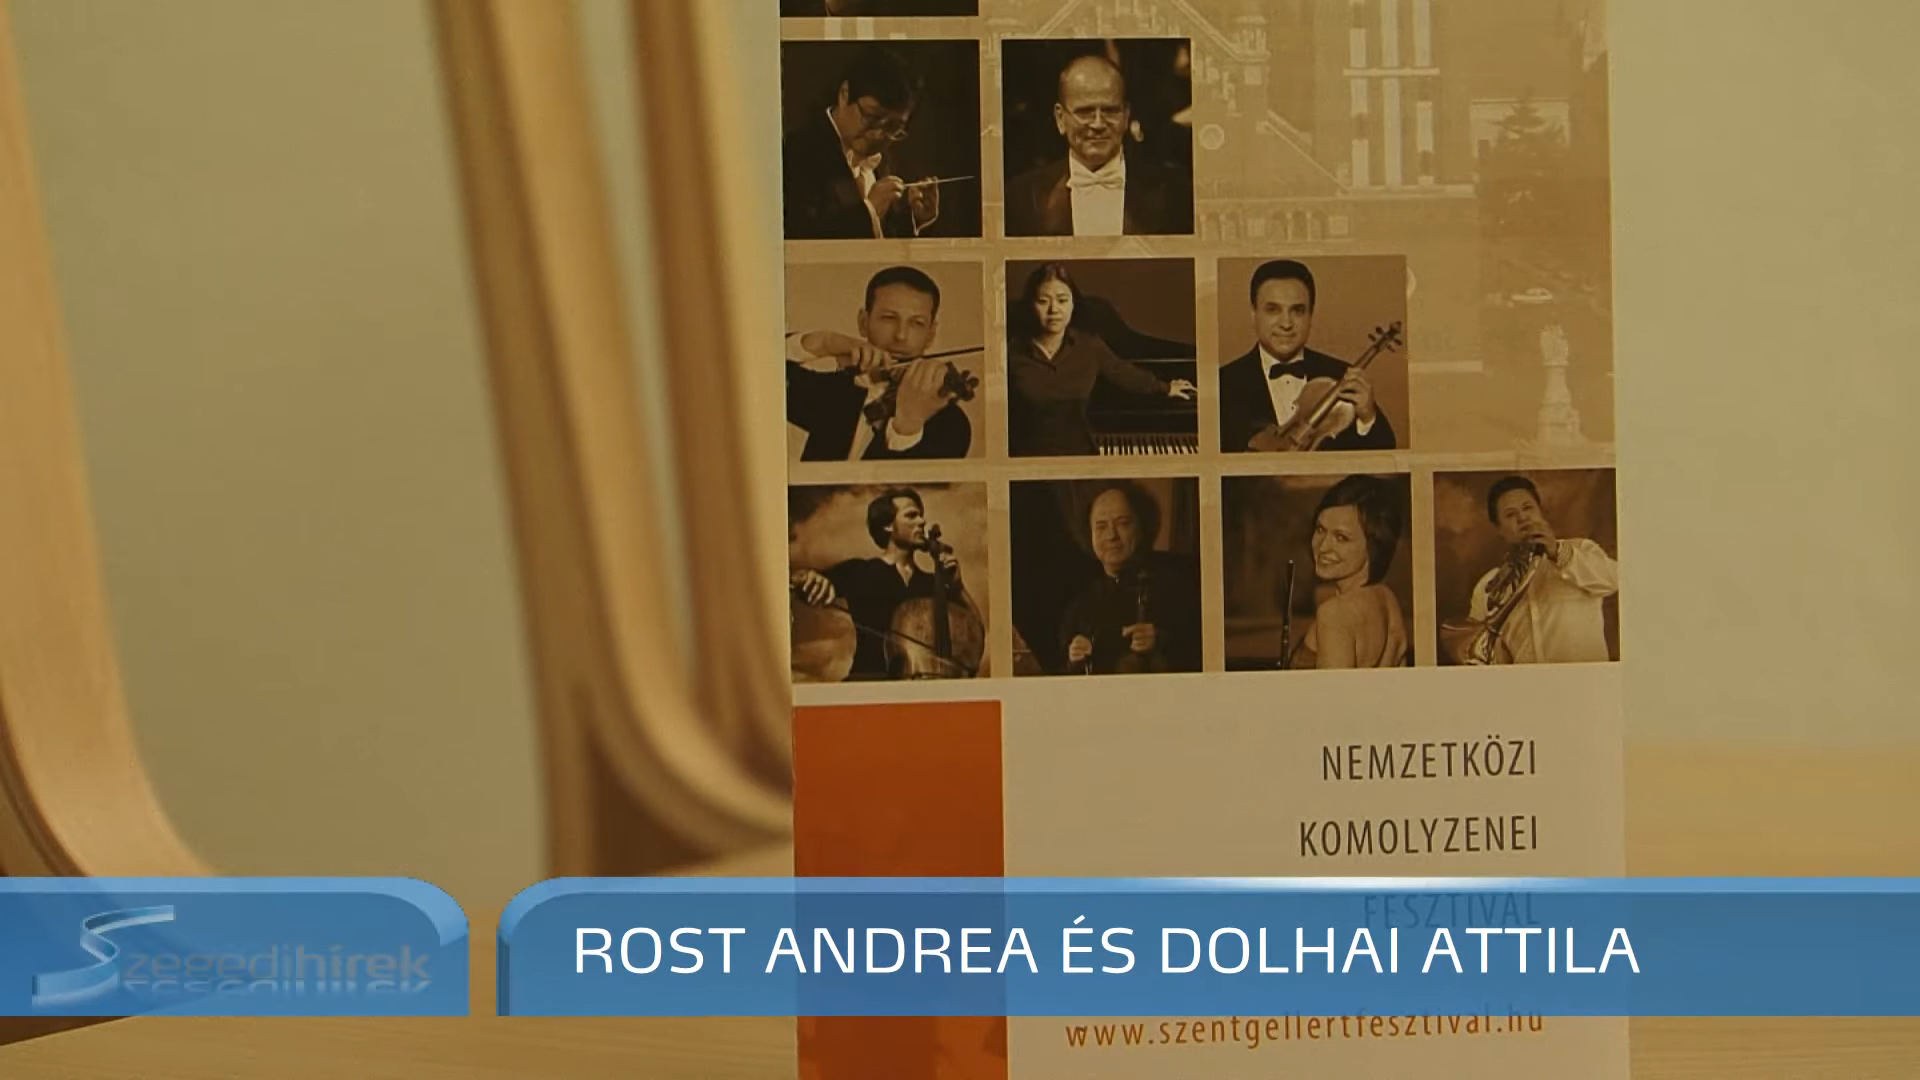 NEMZETKÖZI
KOMOLYZENEI
FESZTIVÁL
Szegedihírek
ROST ANDREA ÉS DOLHAI ATTILA
www.szentgellertfesztival.hu